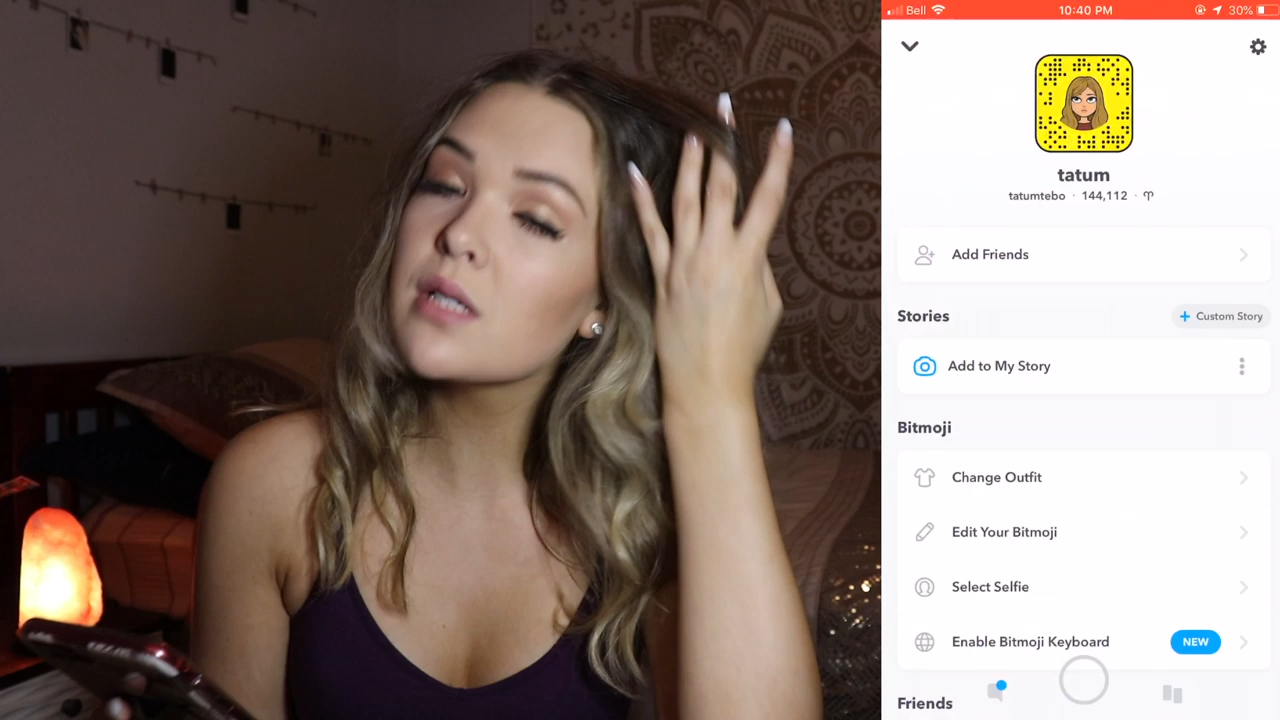 Bell 10:40 PM 30%
tatum
tatumtebo · 144,112 · ♈
Add Friends
Stories
+ Custom Story
Add to My Story
Bitmoji
Change Outfit
Edit Your Bitmoji
Select Selfie
Enable Bitmoji Keyboard NEW
Friends